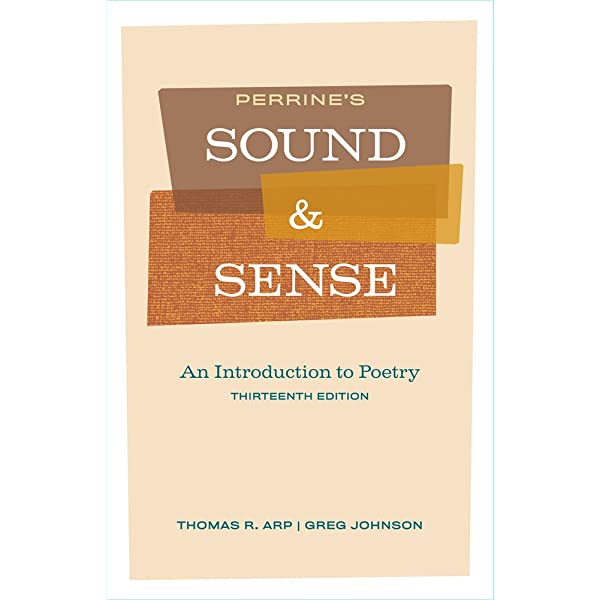 PERRINE'S
SOUND
&
SENSE
An Introduction to Poetry
THIRTEENTH EDITION
THOMAS R. ARP | GREG JOHNSON